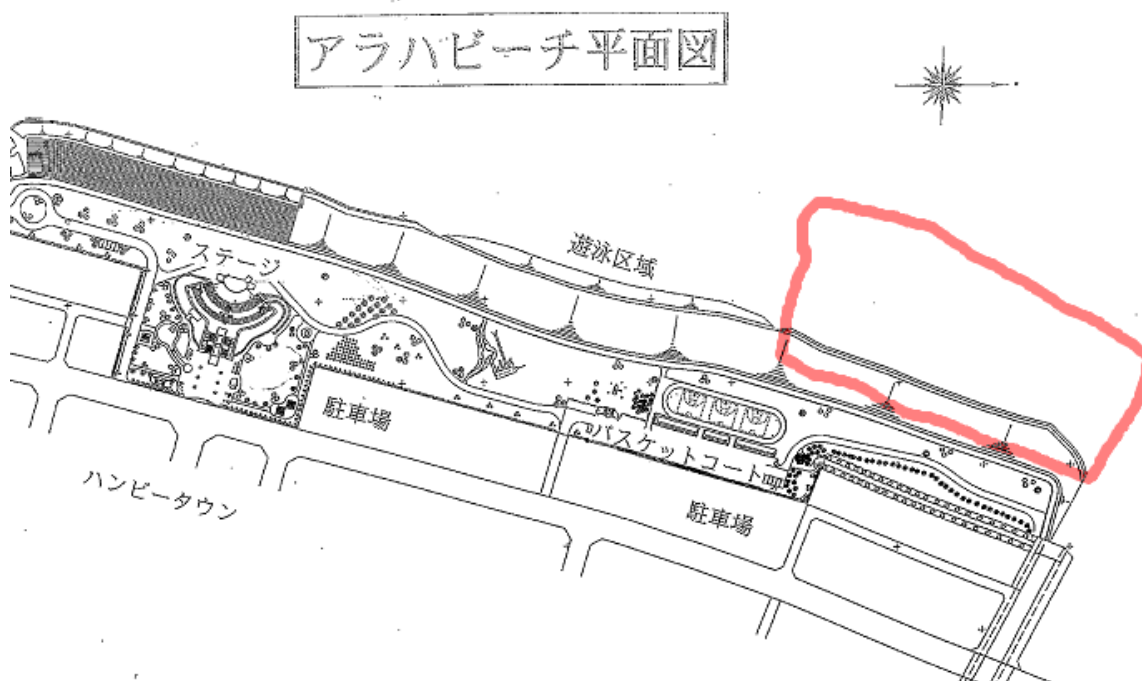 アラハビーチ平面図
遊泳区域
ステージ
駐車場
バスケットコート
駐車場
ハンビータウン